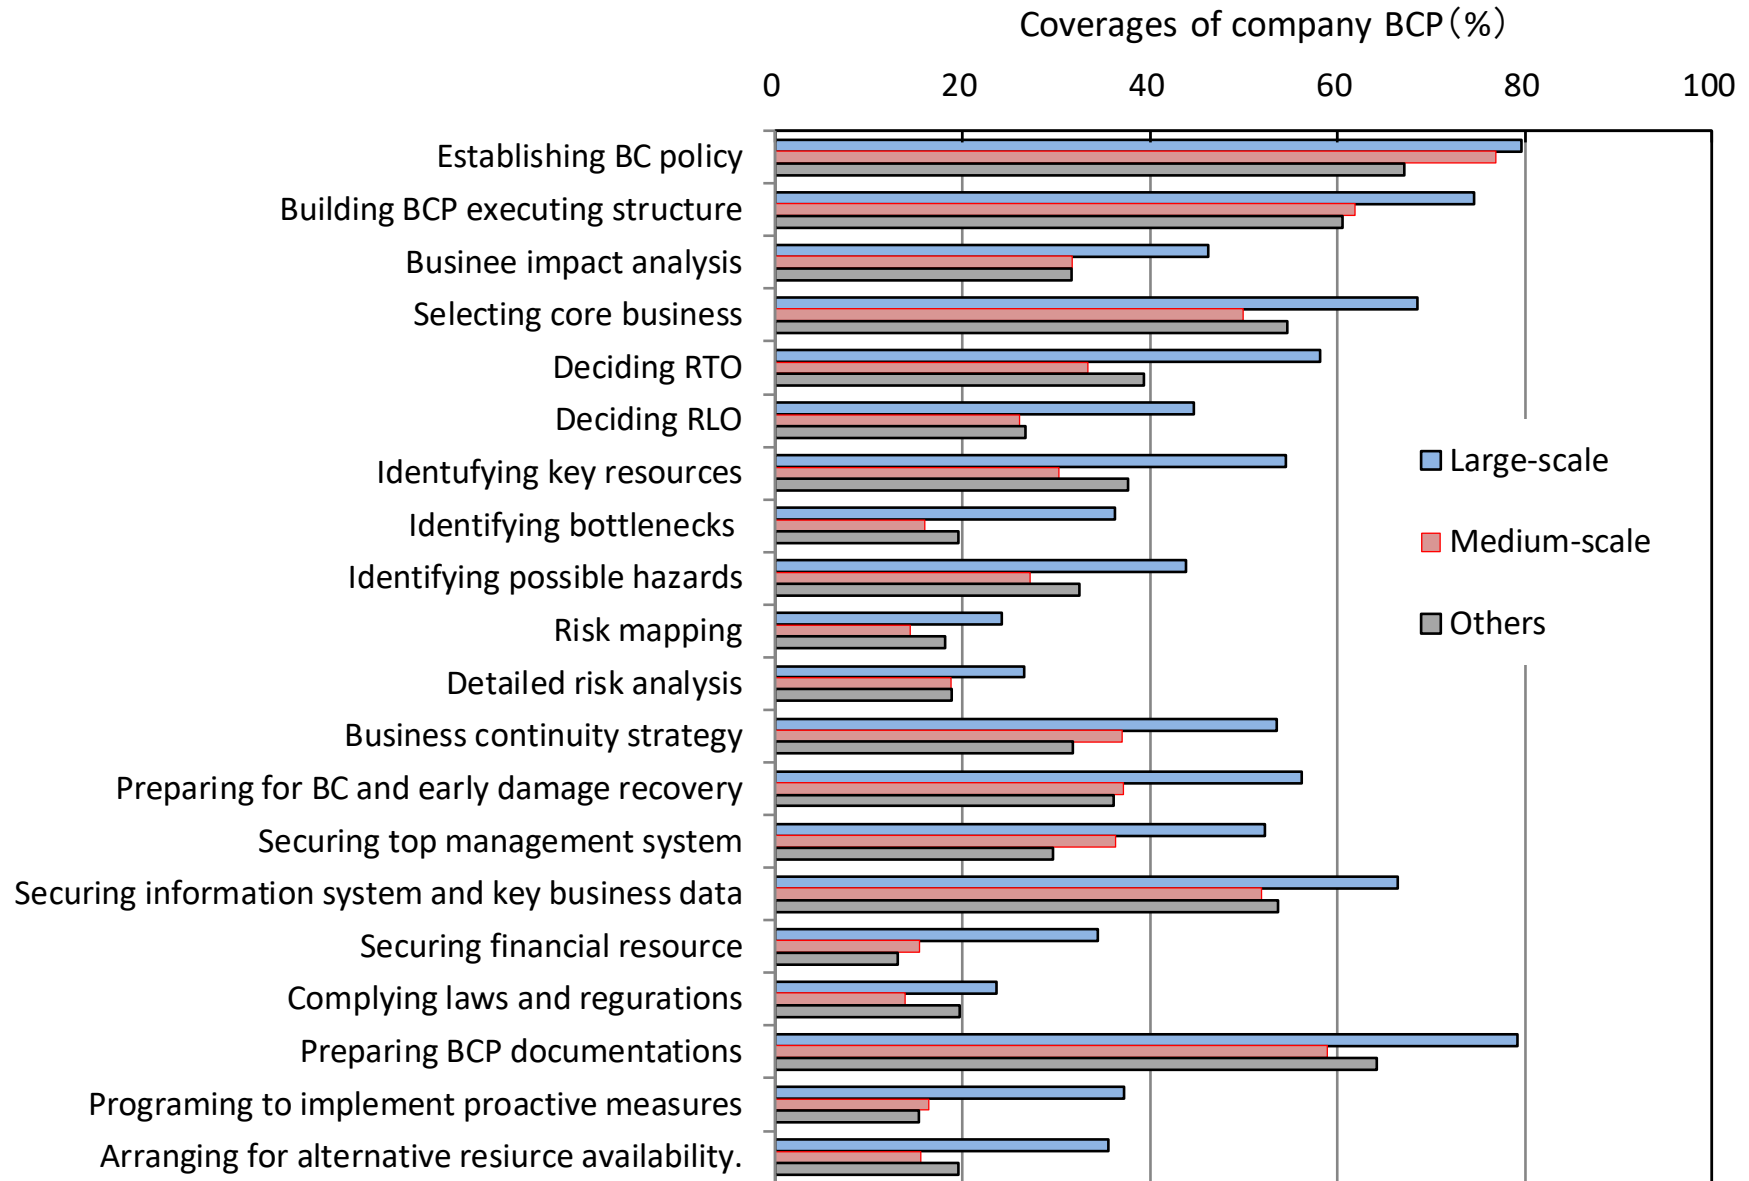 Coverages of company BCP(%)
0 20 40 60 80 100
Establishing BC policy
Building BCP executing structure
Businee impact analysis
Selecting core business
Deciding RTO
Deciding RLO
Identufying key resources
Identifying bottlenecks
Identifying possible hazards
Risk mapping
Detailed risk analysis
Business continuity strategy
Preparing for BC and early damage recovery
Securing top management system
Securing information system and key business data
Securing financial resource
Complying laws and regurations
Preparing BCP documentations
Programing to implement proactive measures
Arranging for alternative resiurce availability.
Large-scale
Medium-scale
Others